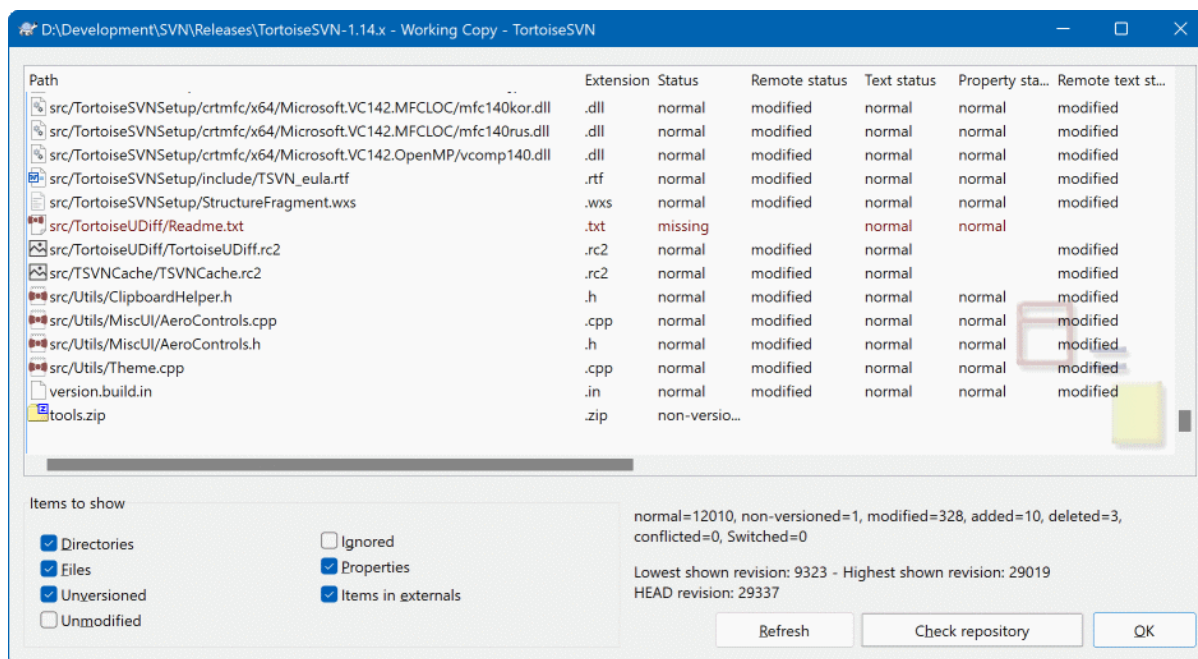 D:\Development\SVN\Releases\TortoiseSVN-1.14.x - Working Copy - TortoiseSVN
Path Extension Status Remote status Text status Property sta... Remote text st...
src/TortoiseSVNSetup/crtmfc/x64/Microsoft.VC142.MFCLOC/mfc140kor.dll .dll normal modified normal normal modified
src/TortoiseSVNSetup/crtmfc/x64/Microsoft.VC142.MFCLOC/mfc140rus.dll .dll normal modified normal normal modified
src/TortoiseSVNSetup/crtmfc/x64/Microsoft.VC142.OpenMP/vcomp140.dll .dll normal modified normal normal modified
src/TortoiseSVNSetup/include/TSVN_eula.rtf .rtf normal modified normal normal modified
src/TortoiseSVNSetup/StructureFragment.wxs .wxs normal modified normal normal modified
src/TortoiseUDiff/Readme.txt .txt missing normal normal
src/TortoiseUDiff/TortoiseUDiff.rc2 .rc2 normal modified normal modified
src/TSVNCache/TSVNCache.rc2 .rc2 normal modified normal modified
src/Utils/ClipboardHelper.h .h normal modified normal normal modified
src/Utils/MiscUI/AeroControls.cpp .cpp normal modified normal normal modified
src/Utils/MiscUI/AeroControls.h .h normal modified normal normal modified
src/Utils/Theme.cpp .cpp normal modified normal normal modified
version.build.in .in normal modified normal normal modified
tools.zip .zip non-versio...
Items to show
Directories
Files
Unversioned
Unmodified
Ignored
Properties
Items in externals
normal=12010, non-versioned=1, modified=328, added=10, deleted=3,
conflicted=0, Switched=0
Lowest shown revision: 9323 - Highest shown revision: 29019
HEAD revision: 29337
Refresh Check repository OK